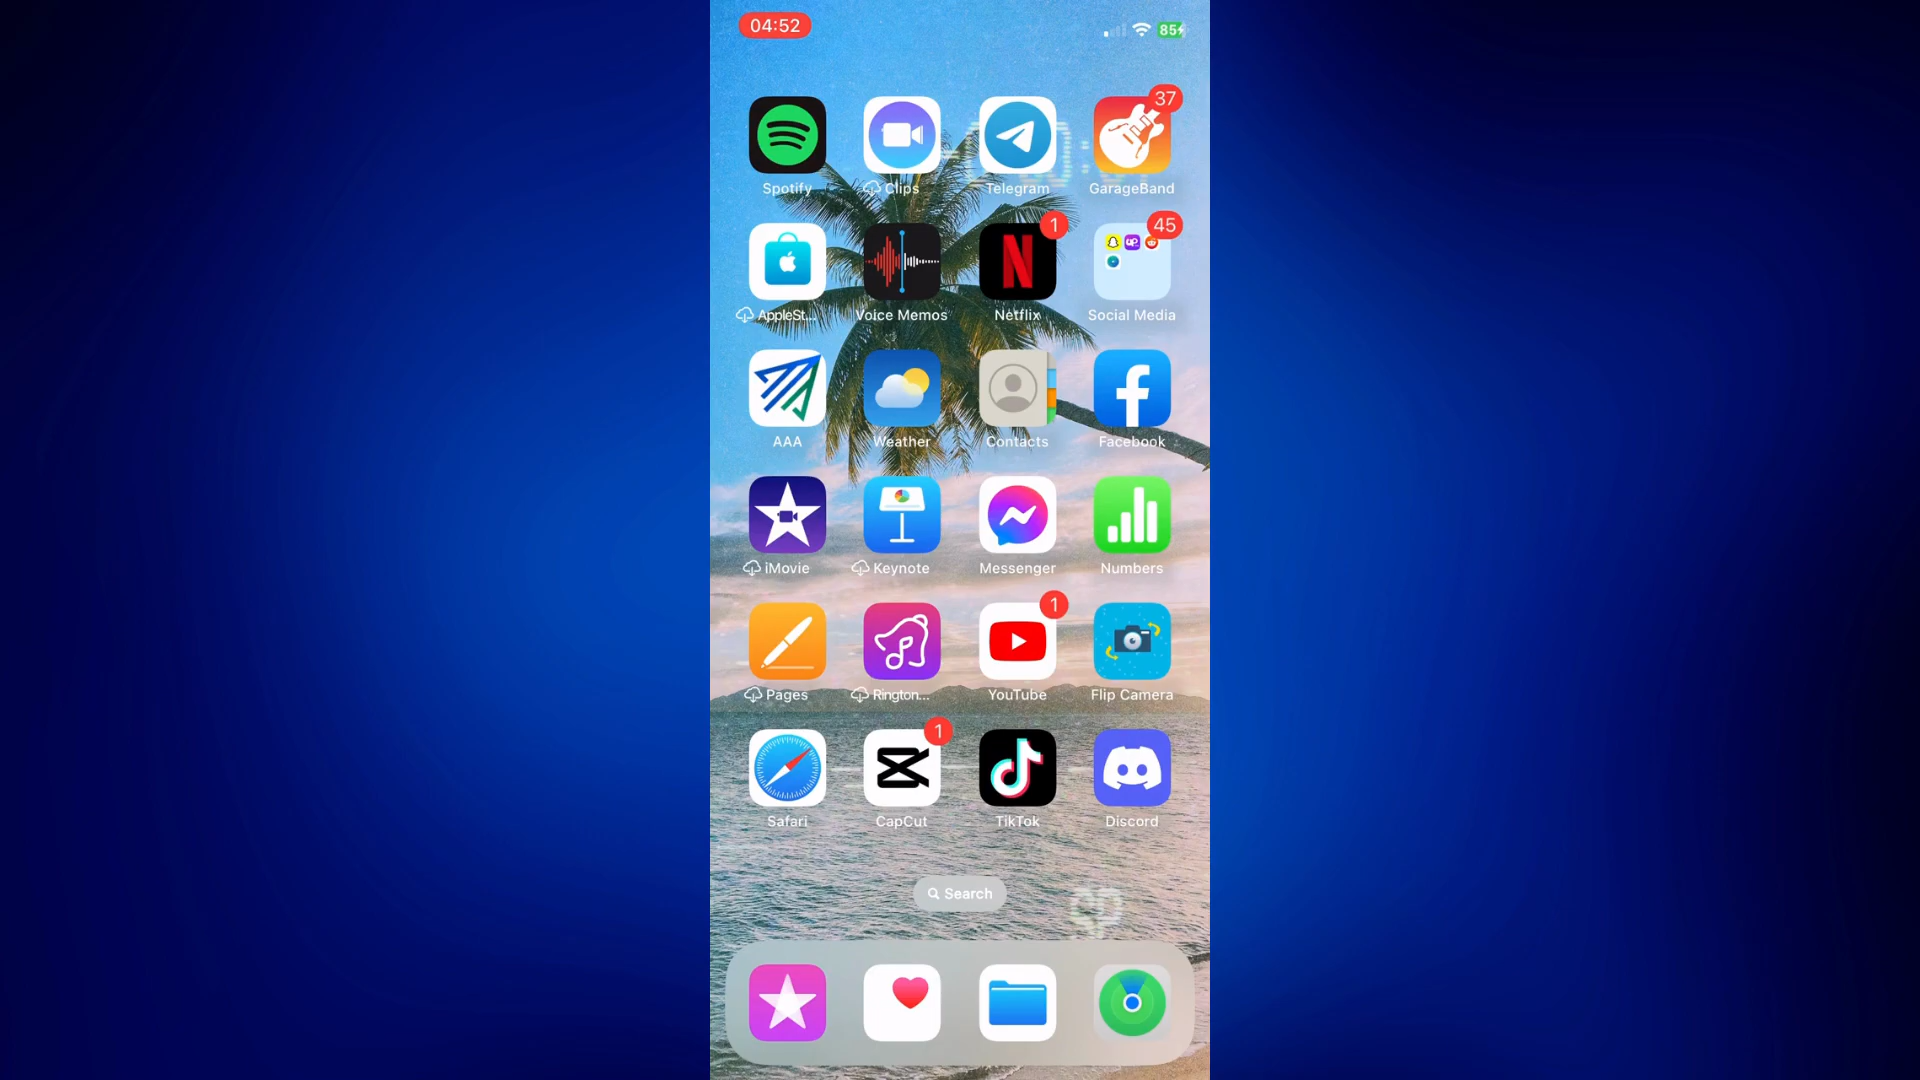 04:52
85
37
Spotify
Clips
Telegram
GarageBand
1
45
UP
N
AppleSt...
Voice Memos
Netflix
Social Media
AAA
Weather
Contacts
Facebook
iMovie
Keynote
Messenger
Numbers
1
Pages
Rington...
YouTube
Flip Camera
1
Safari
CapCut
TikTok
Discord
Search